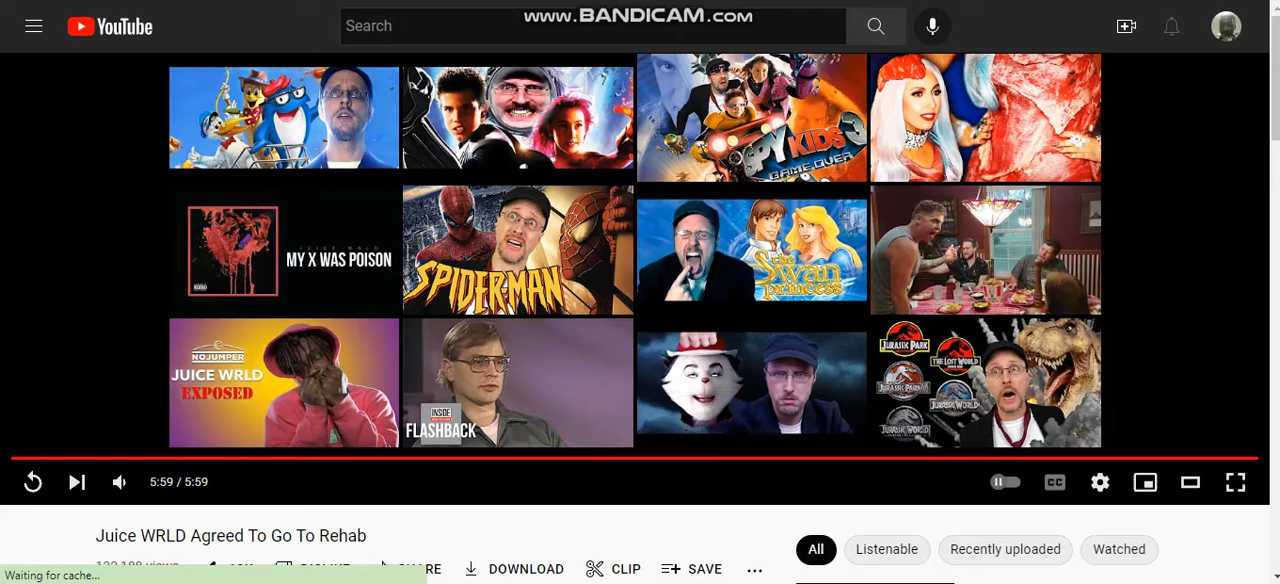 www.BANDICAM.com
YouTube
Search
SPY KIDS 3
GAME OVER
JUICE WRLD
MY X WAS POISON
SPIDER-MAN
the Swan princess
NOJUMPER
JUICE WRLD
EXPOSED
INSIDE
FLASHBACK
JURASSIC PARK
THE LOST WORLD
JURASSIC PARK
JURASSIC WORLD
JURASSIC WORLD
5:59 / 5:59
CC
Juice WRLD Agreed To Go To Rehab
All
Listenable
Recently uploaded
Watched
DOWNLOAD
CLIP
SAVE
Waiting for cache...